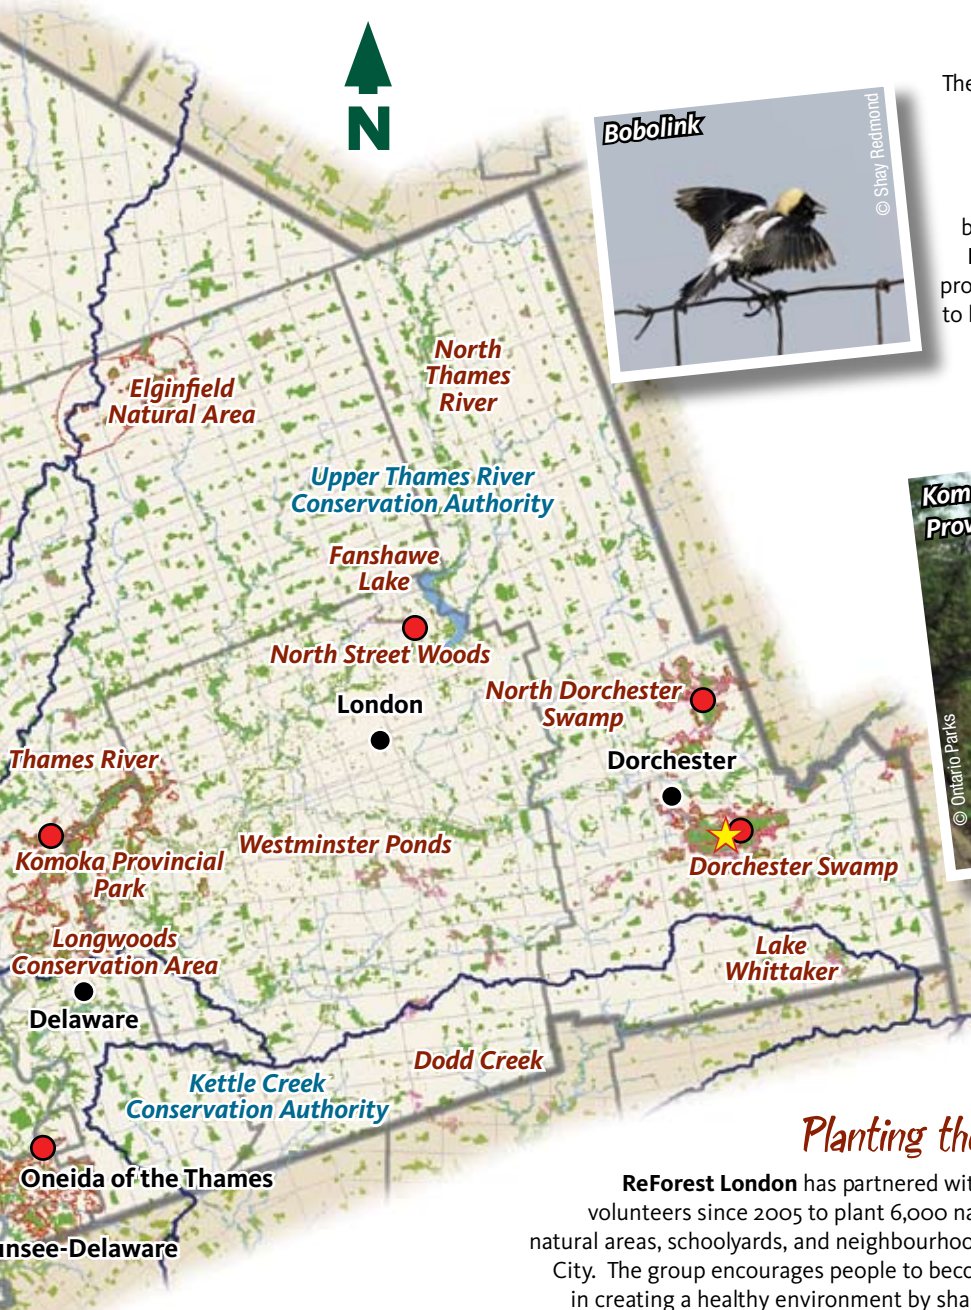 N
The
Bobolink
© Shay Redmond
b
pro
to
North
Thames
River
Elginfield
Natural Area
Upper Thames River
Conservation Authority
Kom
Prov
Fanshawe
Lake
North Street Woods
North Dorchester
Swamp
London
© Ontario Parks
Thames River
Dorchester
Westminster Ponds
Komoka Provincial
Park
Dorchester Swamp
Longwoods
Conservation Area
Lake
Whittaker
Delaware
Dodd Creek
Kettle Creek
Conservation Authority
Planting the
Oneida of the Thames
ReForest London has partnered wit
volunteers since 2005 to plant 6,000 na
unsee-Delaware
natural areas, schoolyards, and neighbourhoo
City. The group encourages people to beco
in creating a healthy environment by sha